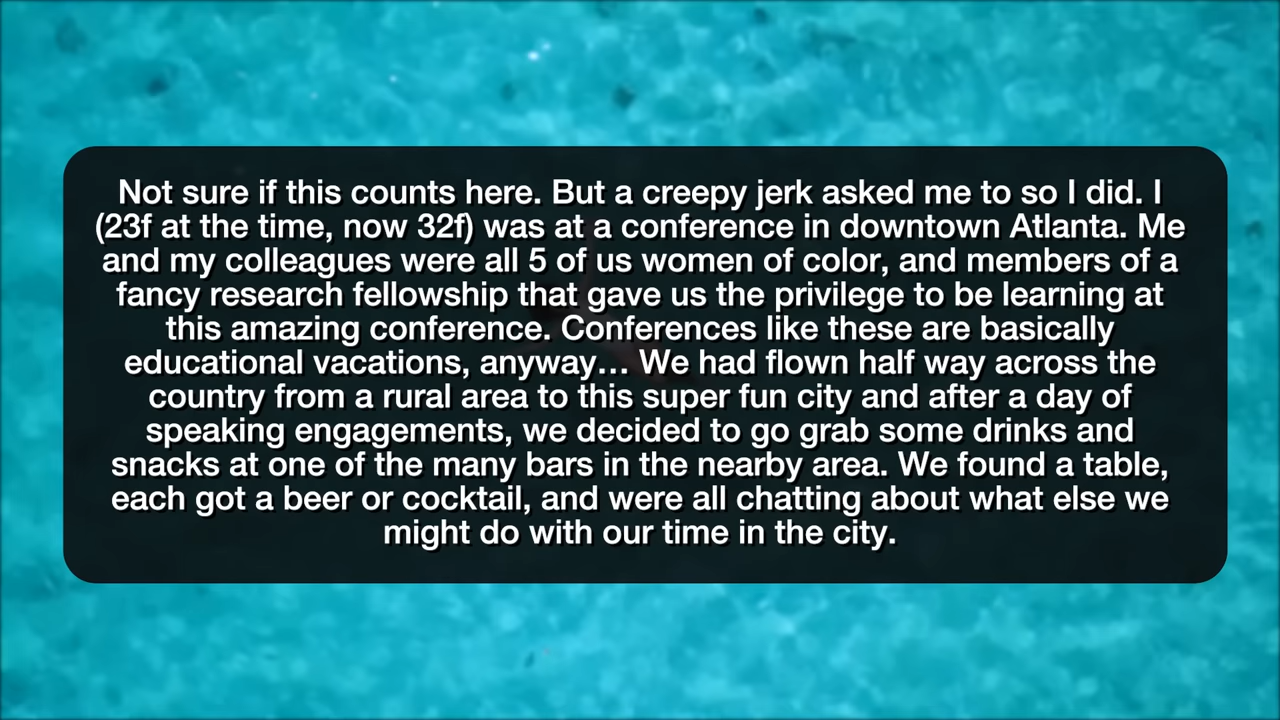 Not sure if this counts here. But a creepy jerk asked me to so I did. I
(23f at the time, now 32f) was at a conference in downtown Atlanta. Me
and my colleagues were all 5 of us women of color, and members of a
fancy research fellowship that gave us the privilege to be learning at
this amazing conference. Conferences like these are basically
educational vacations, anyway... We had flown half way across the
country from a rural area to this super fun city and after a day of
speaking engagements, we decided to go grab some drinks and
snacks at one of the many bars in the nearby area. We found a table,
each got a beer or cocktail, and were all chatting about what else we
might do with our time in the city.